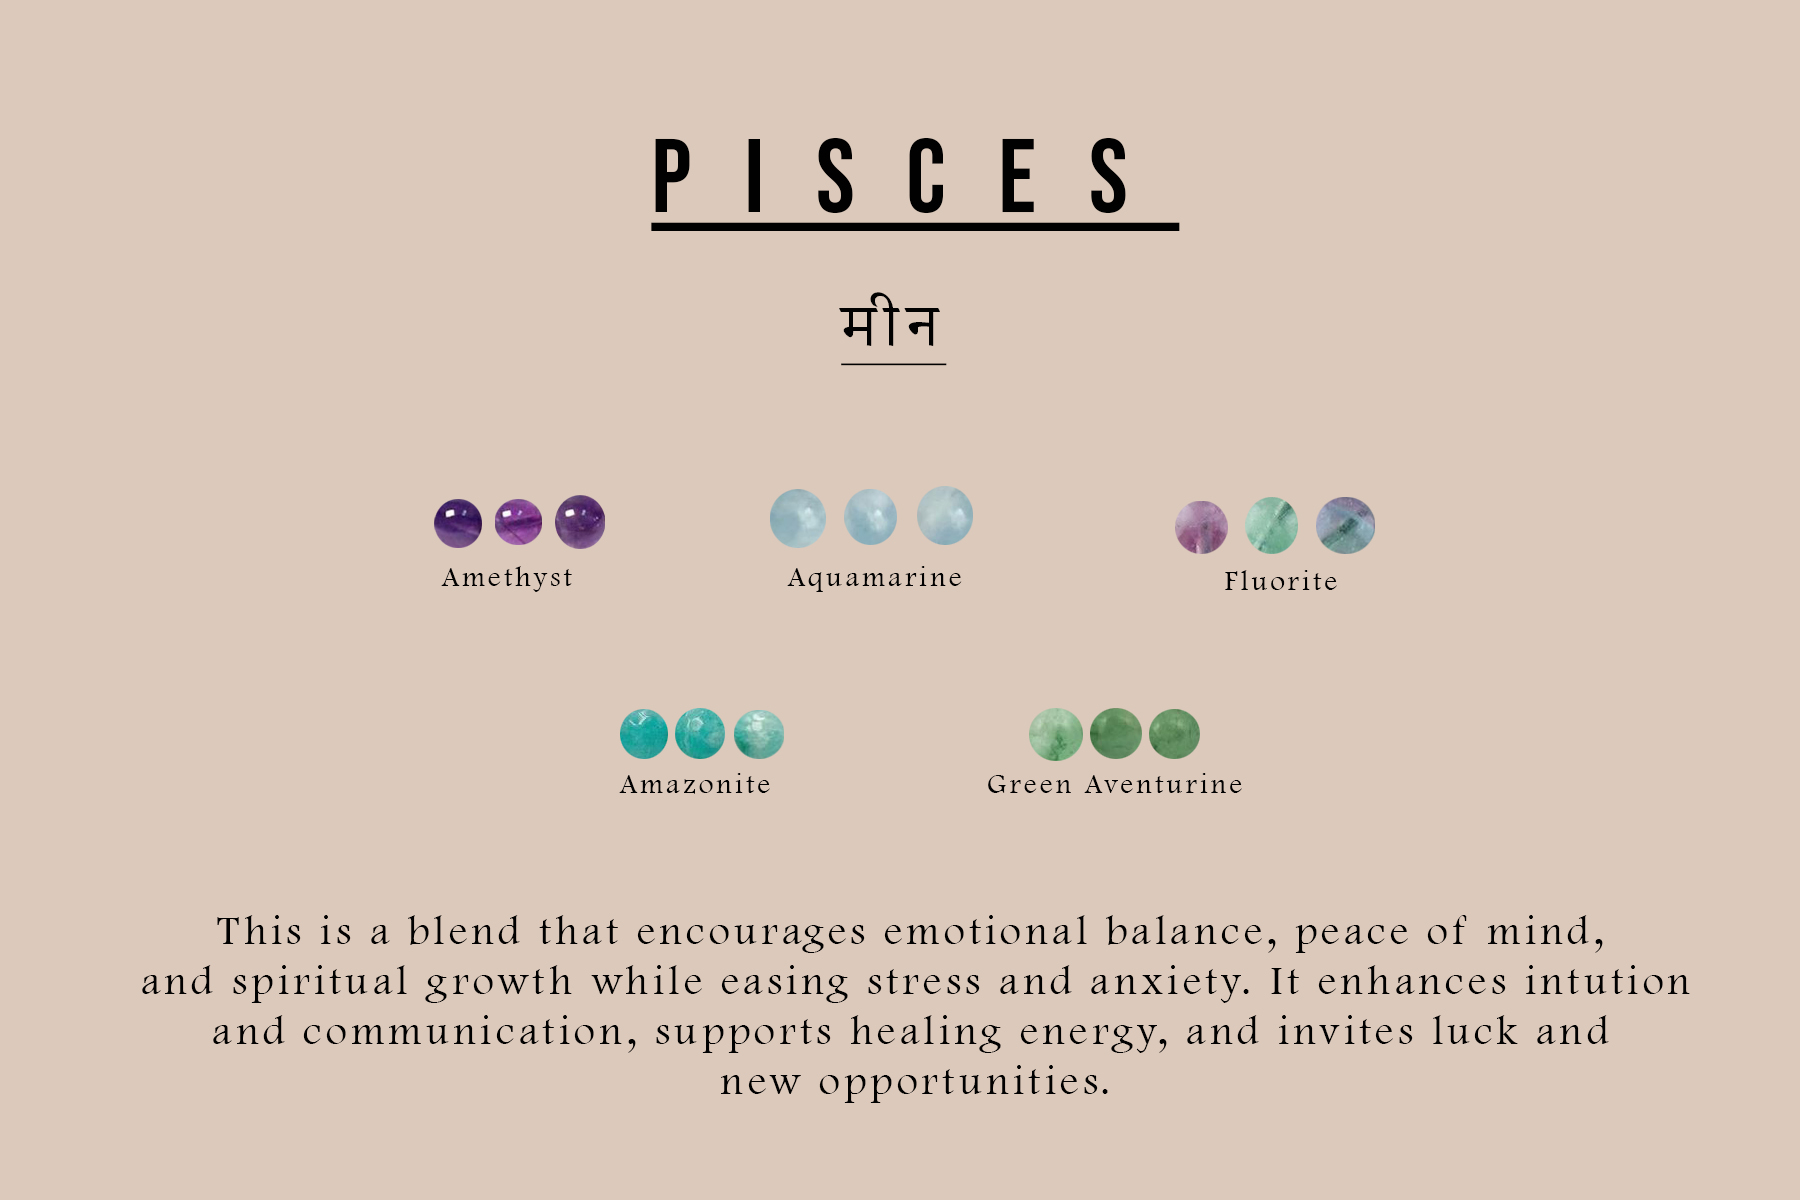 PISCES
मीन
Amethyst
Aquamarine
Fluorite
Amazonite
Green Aventurine
This is a blend that encourages emotional balance, peace of mind,
and spiritual growth while easing stress and anxiety. It enhances intution
and communication, supports healing energy, and invites luck and
new opportunities.